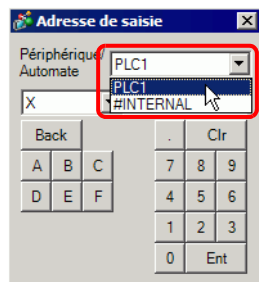 Adresse de saisie
Périphérique/
Automate
PLC1
PLC1
#INTERNAL
X
Back . Clr
A B C 7 8 9
D E F 4 5 6
1 2 3
0 Ent